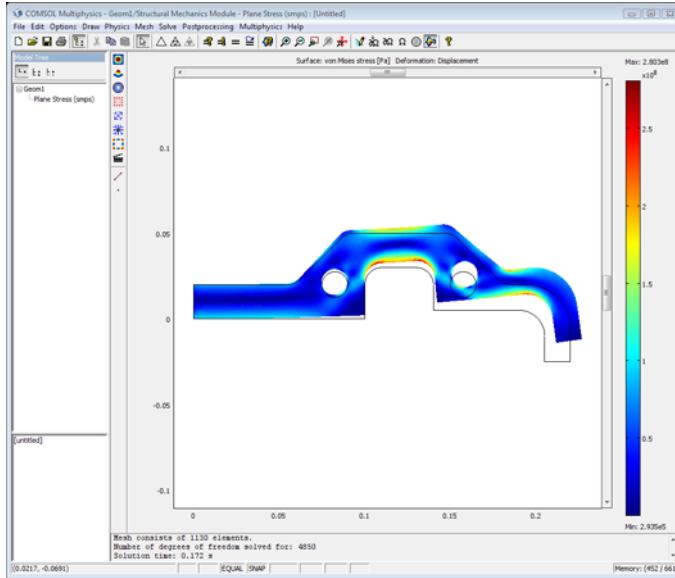 COMSOL Multiphysics - Geom1/Structural Mechanics Module - Plane Stress (smps) : [Untitled]
File Edit Options Draw Physics Mesh Solve Postprocessing Multiphysics Help
Model Tree
Surface: von Mises stress [Pa] Deformation: Displacement
Max: 2.803e8
×10⁸
Geom1
Plane Stress (smps)
2.5
0.1
2
0.05
1.5
0
1
-0.05
[untitled]
0.5
-0.1
0 0.05 0.1 0.15 0.2
Min: 2.935e5
Mesh consists of 1130 elements.
Number of degrees of freedom solved for: 4850
Solution time: 0.172 s
(0.0217, -0.0691)
EQUAL SNAP
Memory: (452 / 661